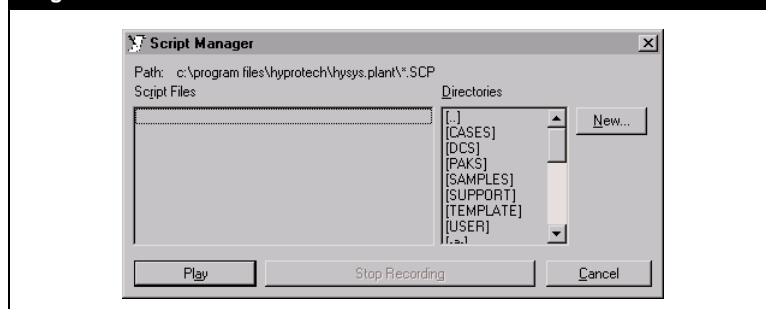 Script Manager
Path: c:\program files\hyprotech\hysys.plant\*.SCP
Script Files
Directories
[..]
[CASES]
[DCS]
[PAKS]
[SAMPLES]
[SUPPORT]
[TEMPLATE]
[USER]
[-a-]
New...
Play
Stop Recording
Cancel